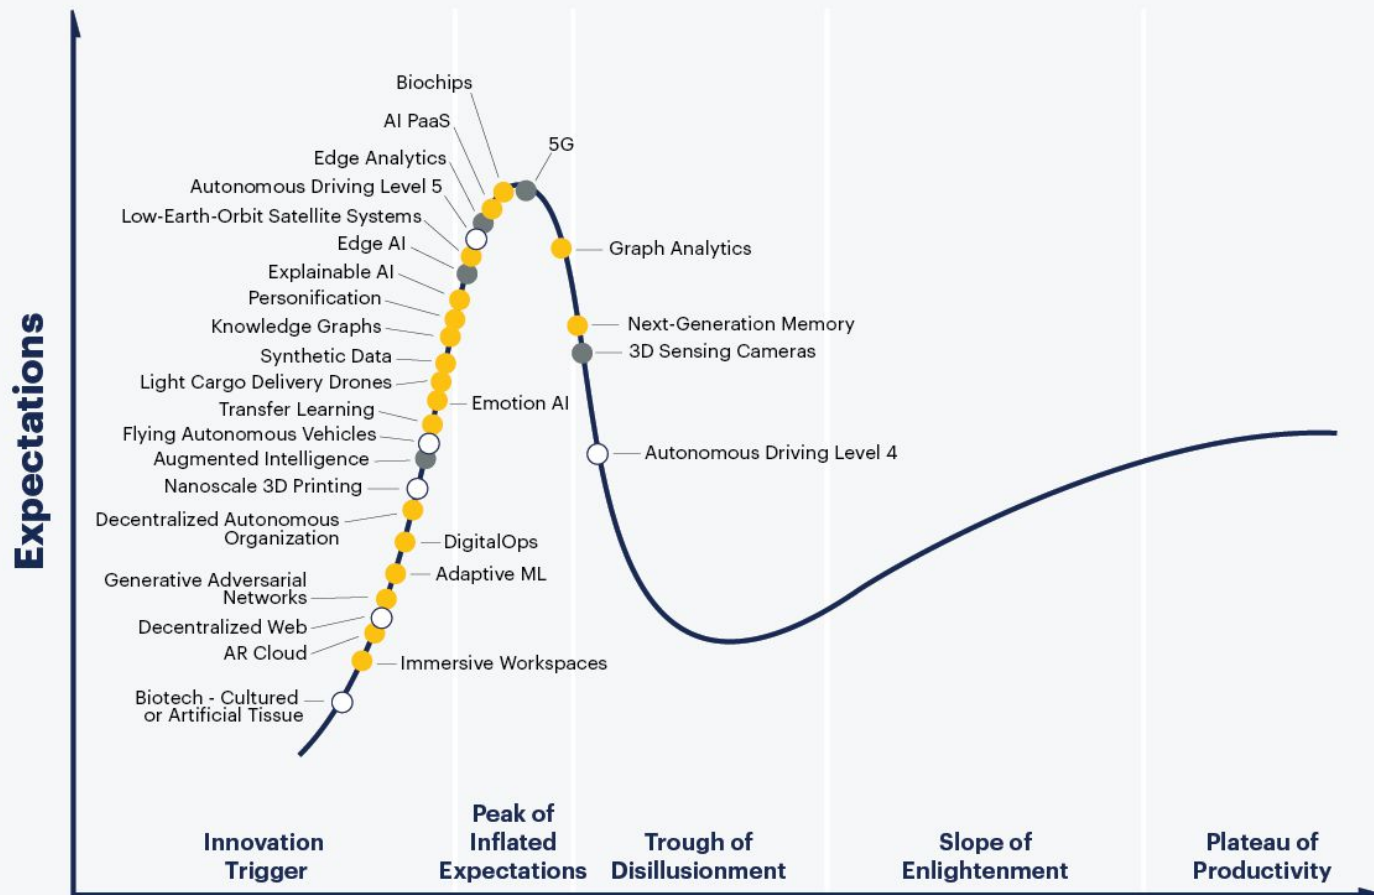 Biochips
AI PaaS
5G
Edge Analytics
Autonomous Driving Level 5
Low-Earth-Orbit Satellite Systems
Edge AI
Graph Analytics
Explainable AI
Personification
Knowledge Graphs
Next-Generation Memory
3D Sensing Cameras
Synthetic Data
Light Cargo Delivery Drones
Emotion AI
Transfer Learning
Flying Autonomous Vehicles
Autonomous Driving Level 4
Augmented Intelligence
Nanoscale 3D Printing
Decentralized Autonomous
Organization
DigitalOps
Adaptive ML
Generative Adversarial
Networks
Decentralized Web
AR Cloud
Immersive Workspaces
Biotech - Cultured
or Artificial Tissue
Expectations
Innovation
Trigger
Peak of
Inflated
Expectations
Trough of
Disillusionment
Slope of
Enlightenment
Plateau of
Productivity